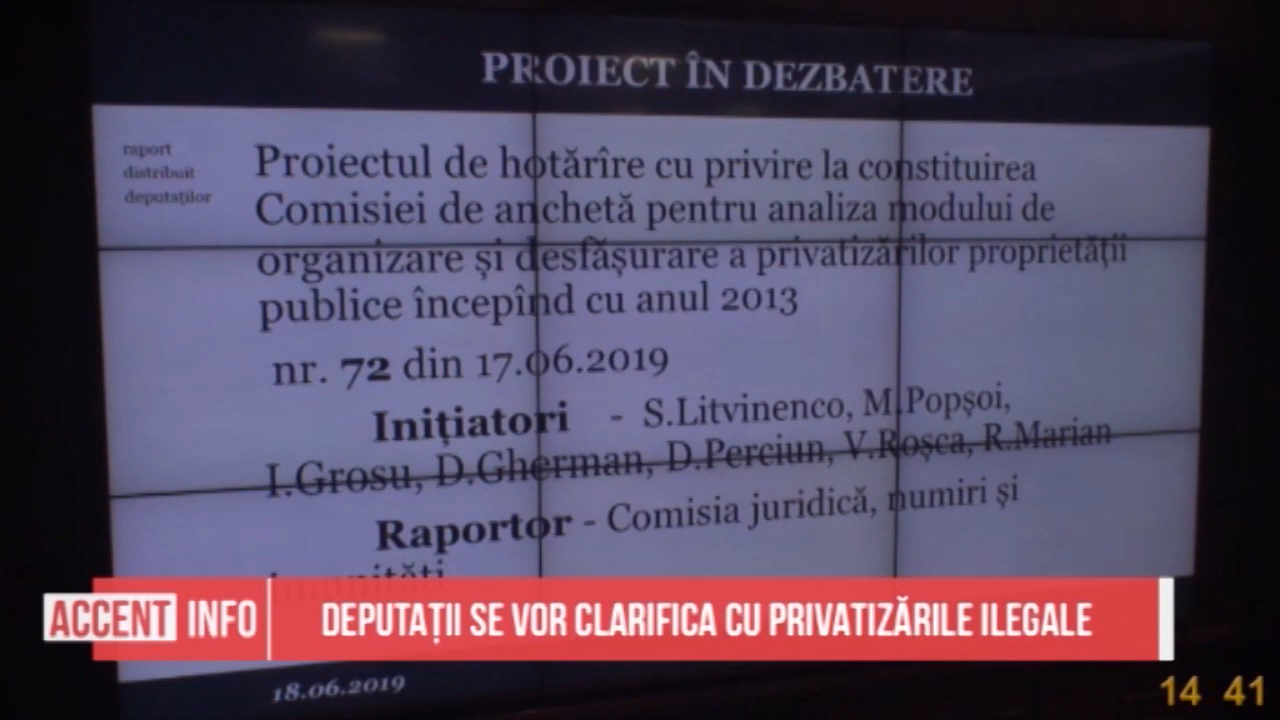 PROIECT ÎN DEZBATERE
raport
distribuit
deputaților
Proiectul de hotărîre cu privire la constituirea
Comisiei de anchetă pentru analiza modului de
organizare și desfășurare a privatizărilor proprietății
publice începînd cu anul 2013
nr. 72 din 17.06.2019
Inițiatori - S.Litvinenco, M.Popșoi,
I.Grosu, D.Gherman, D.Perciun, V.Roșca, R.Marian
Raportor - Comisia juridică, numiri și
imunități
ACCENT INFO
DEPUTAȚII SE VOR CLARIFICA CU PRIVATIZĂRILE ILEGALE
18.06.2019
14 41